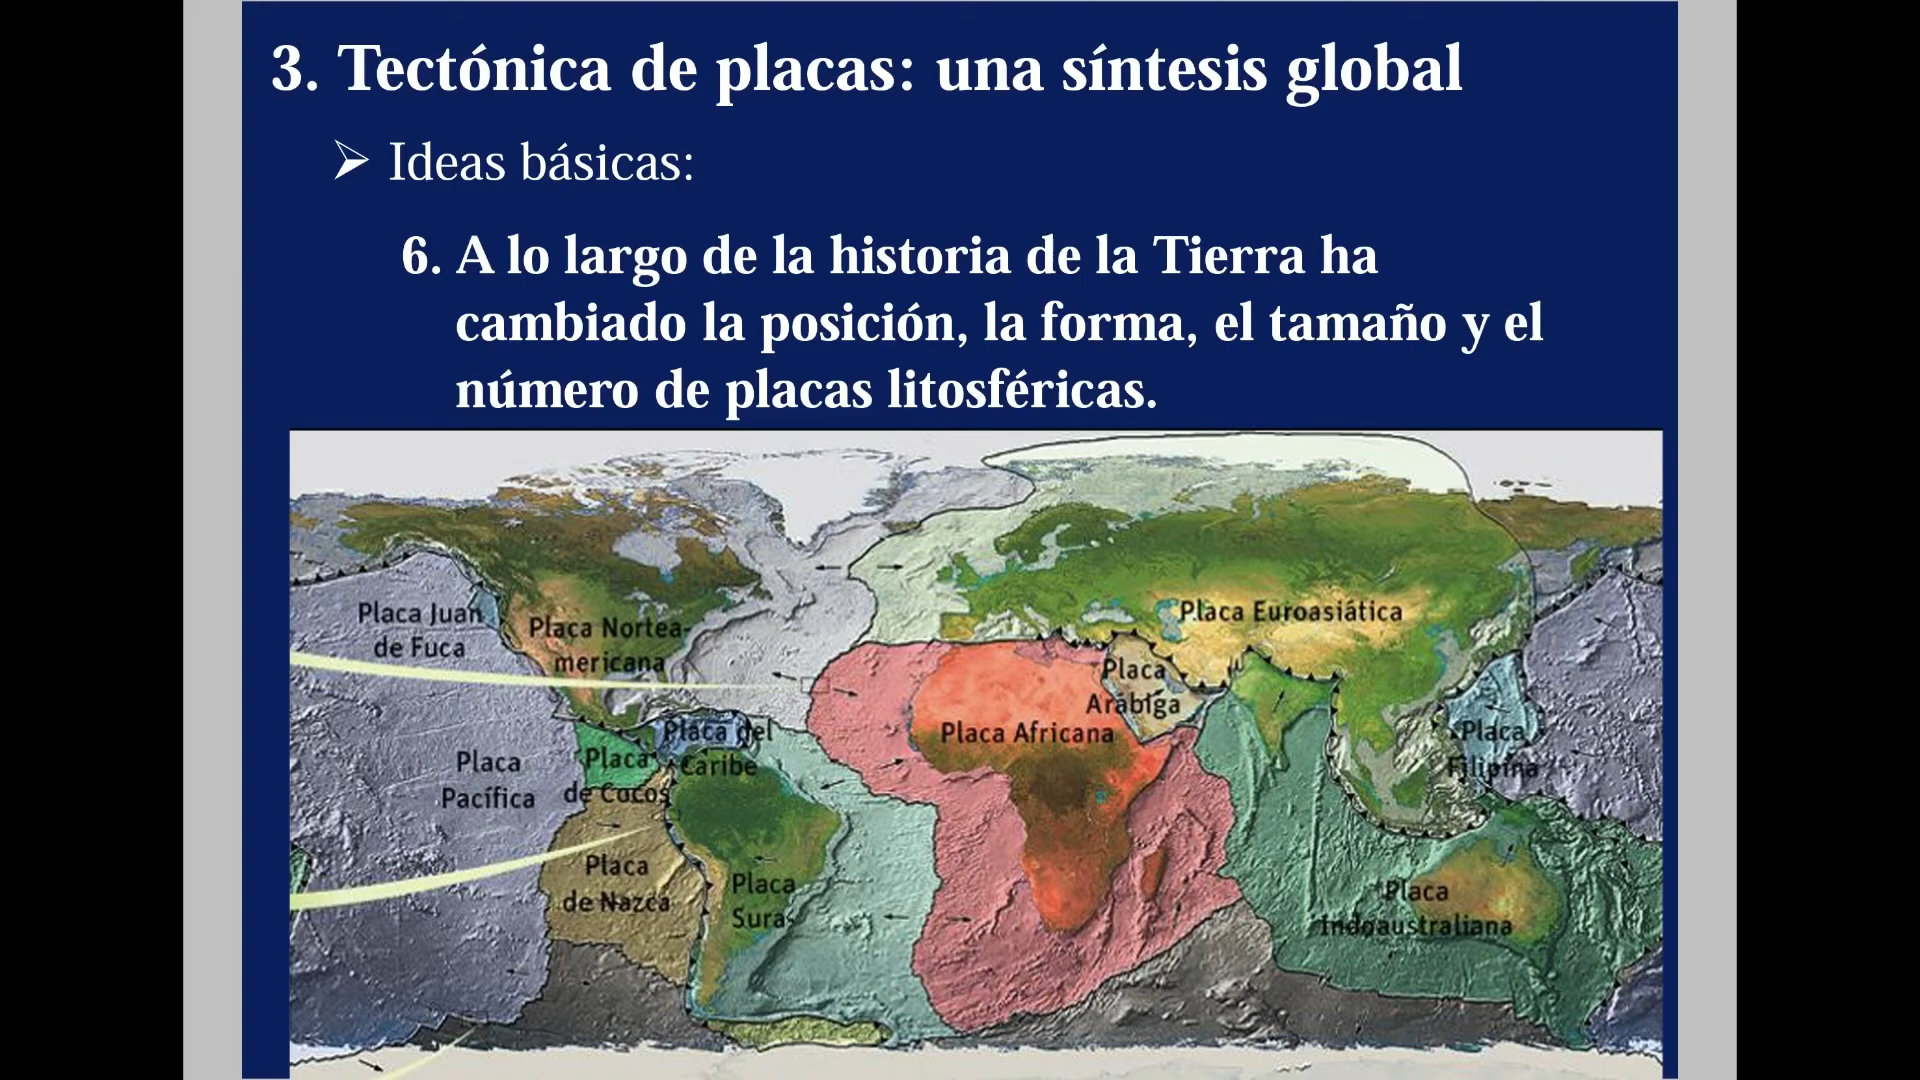 3. Tectónica de placas: una síntesis global
➢ Ideas básicas:
6. A lo largo de la historia de la Tierra ha
cambiado la posición, la forma, el tamaño y el
número de placas litosféricas.
Placa Juan
de Fuca
Placa Nortea-
mericana
Placa Euroasiática
Placa
Arábiga
Placa Africana
Placa del
Caribe
Placa
de Cocos
Placa
Pacífica
Placa
Filipina
Placa
de Nazca
Placa
Sura-
Placa
Indoaustraliana